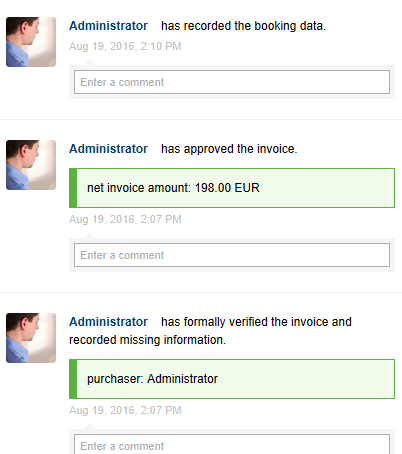 Administrator has recorded the booking data.
Aug 19, 2016, 2:10 PM
Enter a comment
Administrator has approved the invoice.
net invoice amount: 198.00 EUR
Aug 19, 2016, 2:07 PM
Enter a comment
Administrator has formally verified the invoice and
recorded missing information.
purchaser: Administrator
Aug 19, 2016, 2:07 PM
Enter a comment